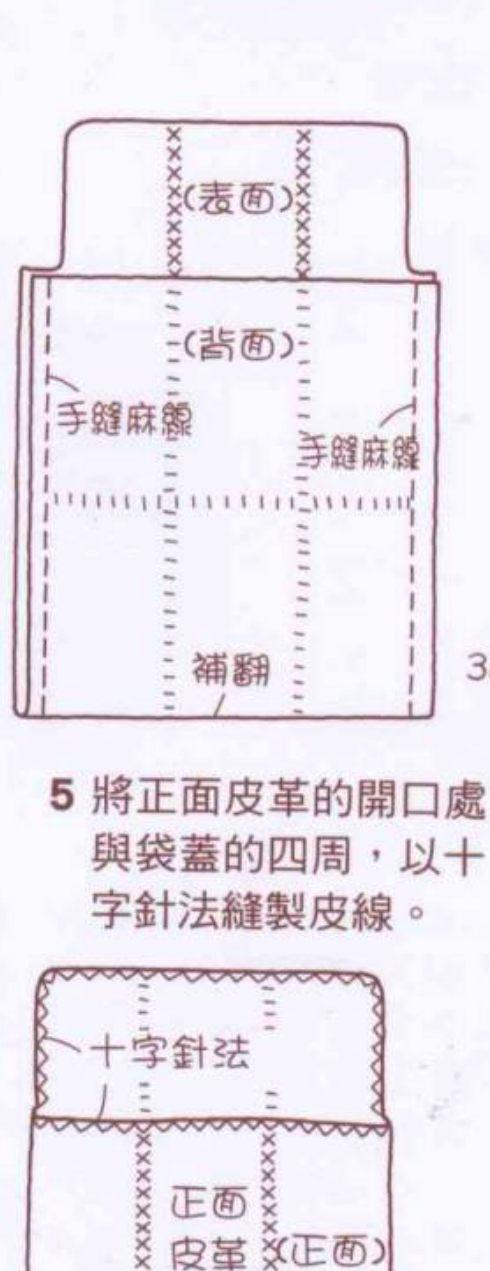 (表面)
(背面)
手縫麻線
手縫麻線
補翻
5 將正面皮革的開口處
與袋蓋的四周，以十
字針法縫製皮線。
十字針法
正面
皮革
(正面)